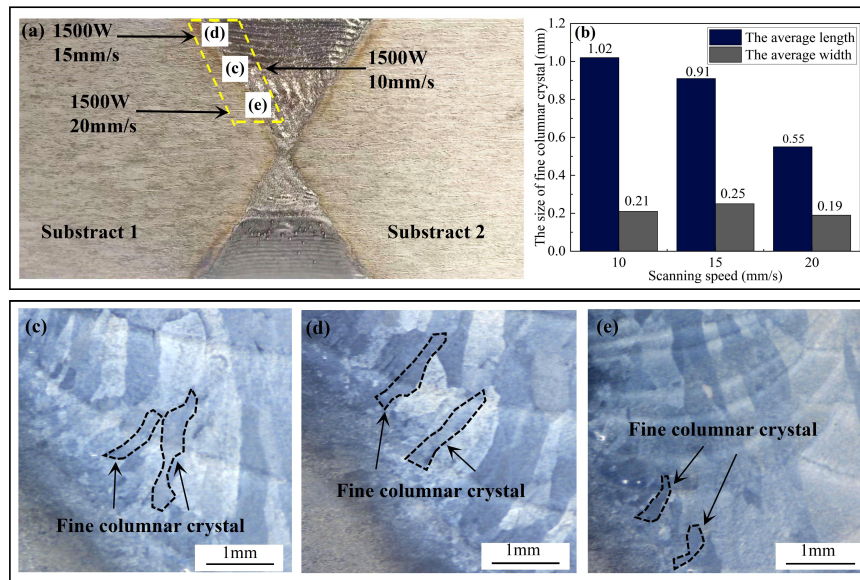 (a)
1500W
15mm/s
(d)
(c)
1500W
10mm/s
(e)
1500W
20mm/s
Substract 1
Substract 2
(b)
The average length
The average width
The size of fine columnar crystal (mm)
1.2
1.0
0.8
0.6
0.4
0.2
0.0
1.02
0.21
0.91
0.25
0.55
0.19
10
15
20
Scanning speed (mm/s)
(c)
Fine columnar crystal
1mm
(d)
Fine columnar crystal
1mm
(e)
Fine columnar crystal
1mm